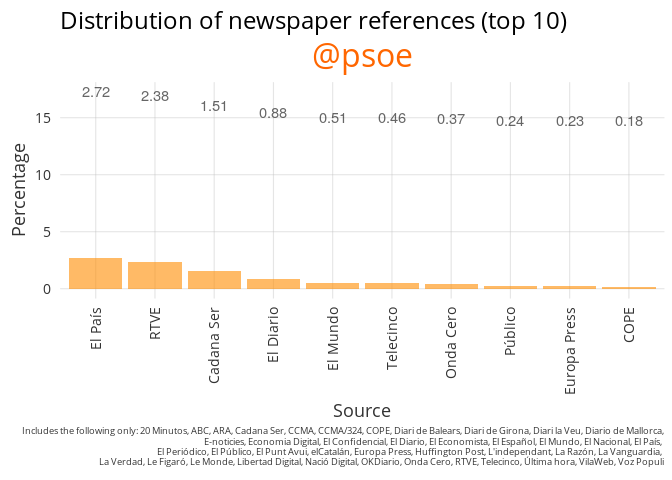 Distribution of newspaper references (top 10)
@psoe
2.72 2.38 1.51 0.88 0.51 0.46 0.37 0.24 0.23 0.18
15
10
5
0
Percentage
El País RTVE Cadana Ser El Diario El Mundo Telecinco Onda Cero Público Europa Press COPE
Source
Includes the following only: 20 Minutos, ABC, ARA, Cadana Ser, CCMA, CCMA/324, COPE, Diari de Balears, Diari de Girona, Diari la Veu, Diario de Mallorca,
E-noticies, Economia Digital, El Confidencial, El Diario, El Economista, El Español, El Mundo, El Nacional, El País,
El Periódico, El Público, El Punt Avui, elCatalán, Europa Press, Huffington Post, L'independant, La Razón, La Vanguardia,
La Verdad, Le Figaró, Le Monde, Libertad Digital, Nació Digital, OKDiario, Onda Cero, RTVE, Telecinco, Última hora, VilaWeb, Voz Populi